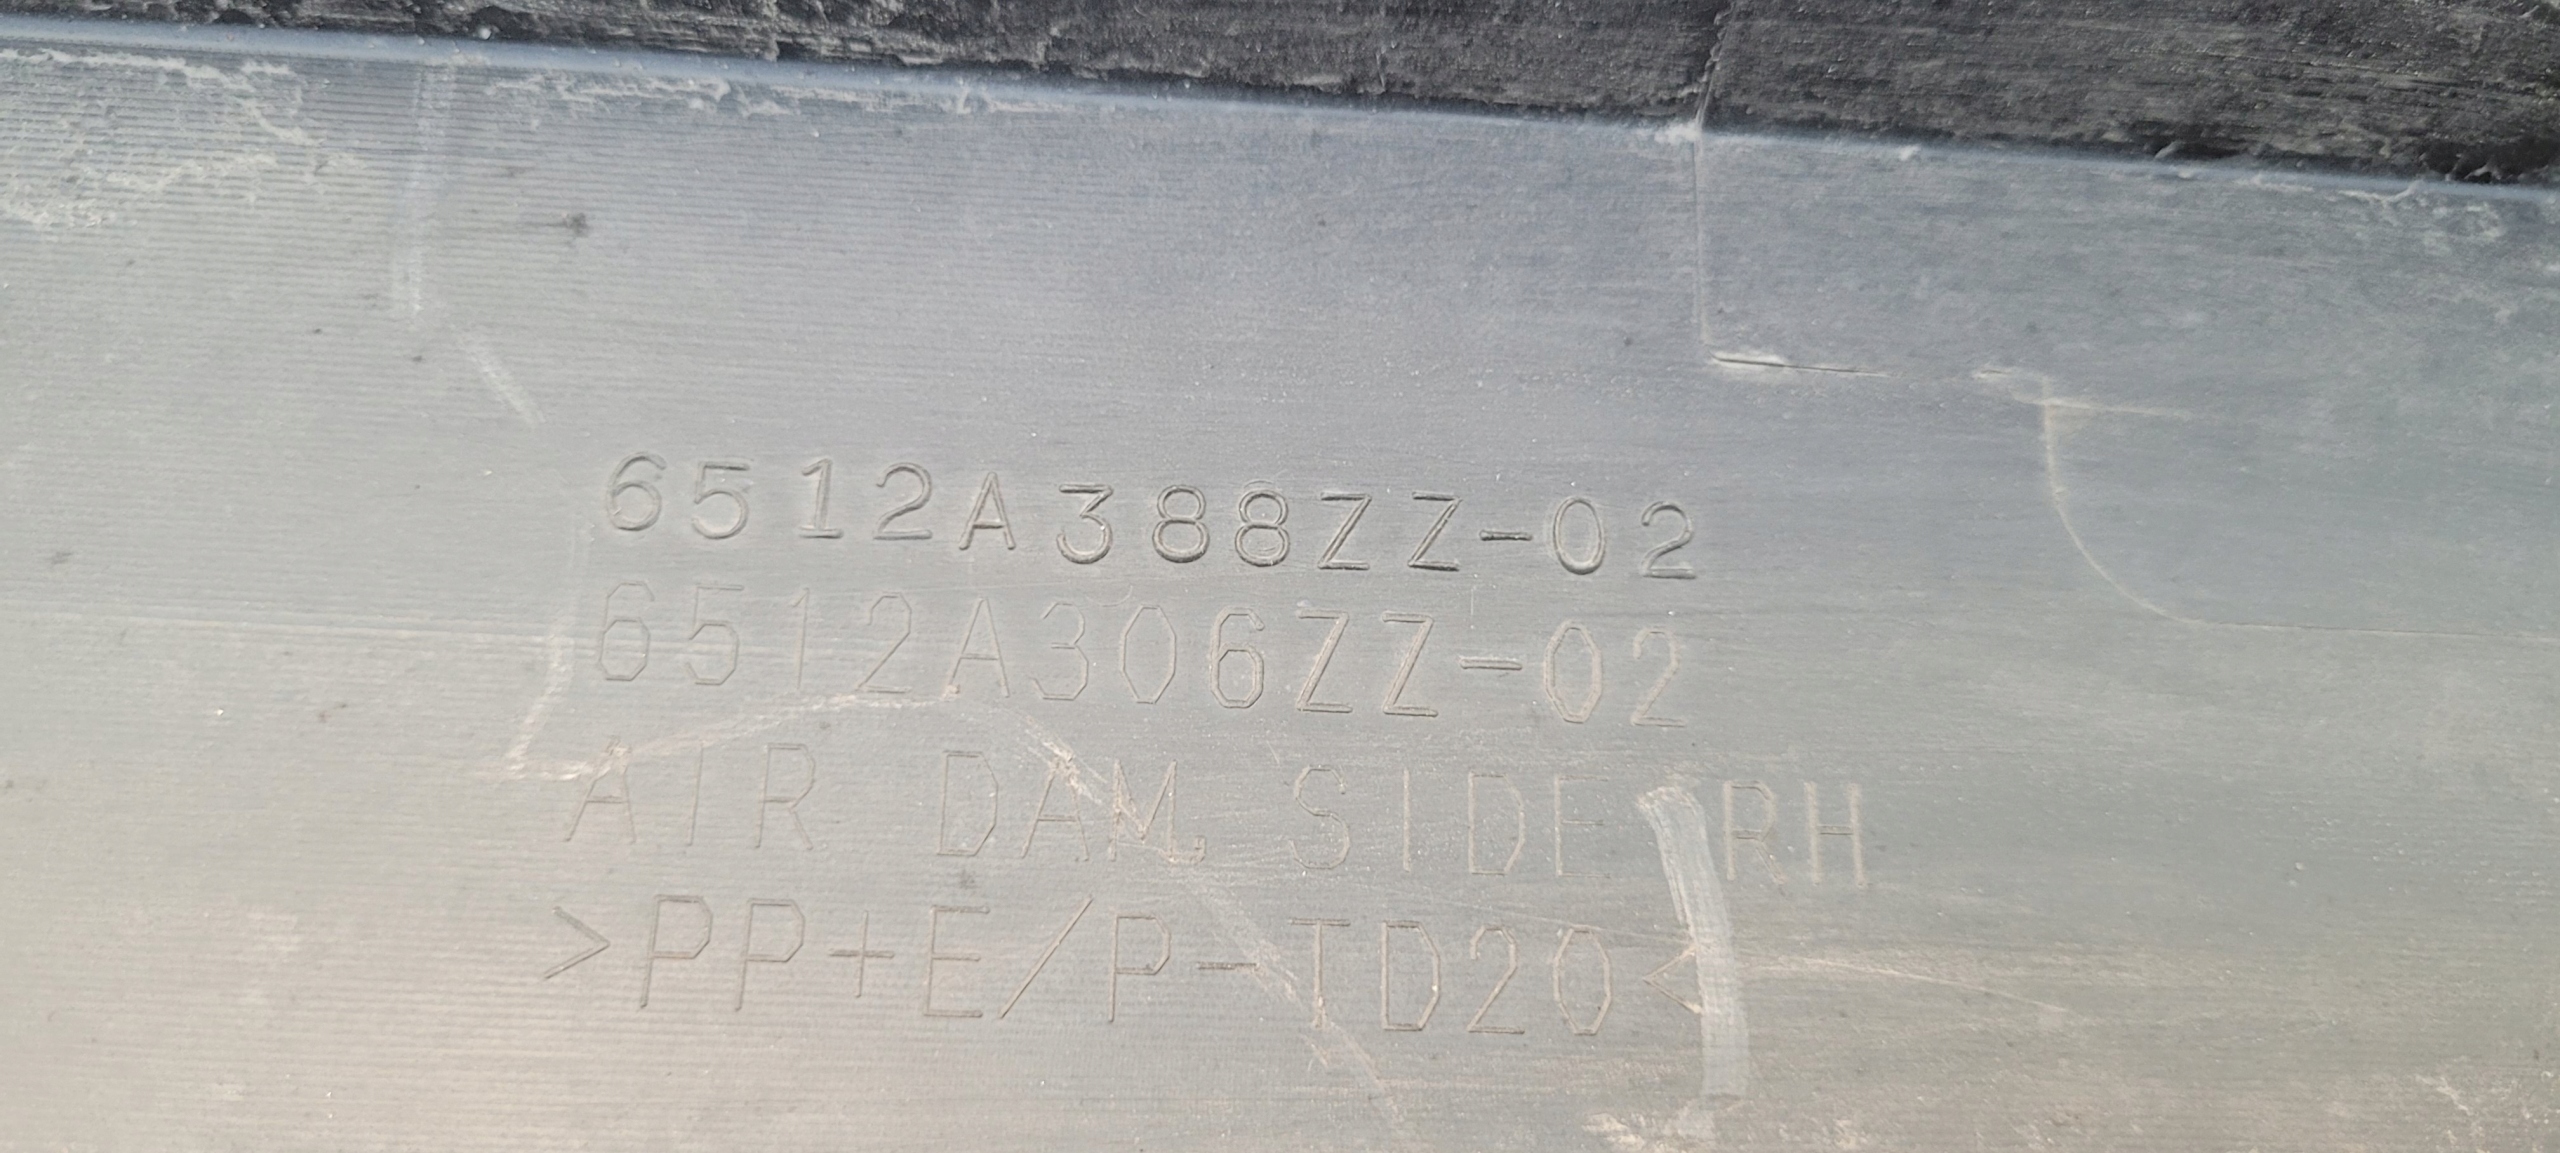 6512A388ZZ-02
6512A306ZZ-02
AIR DAM, SIDE RH
>PP+E/P-TD20<